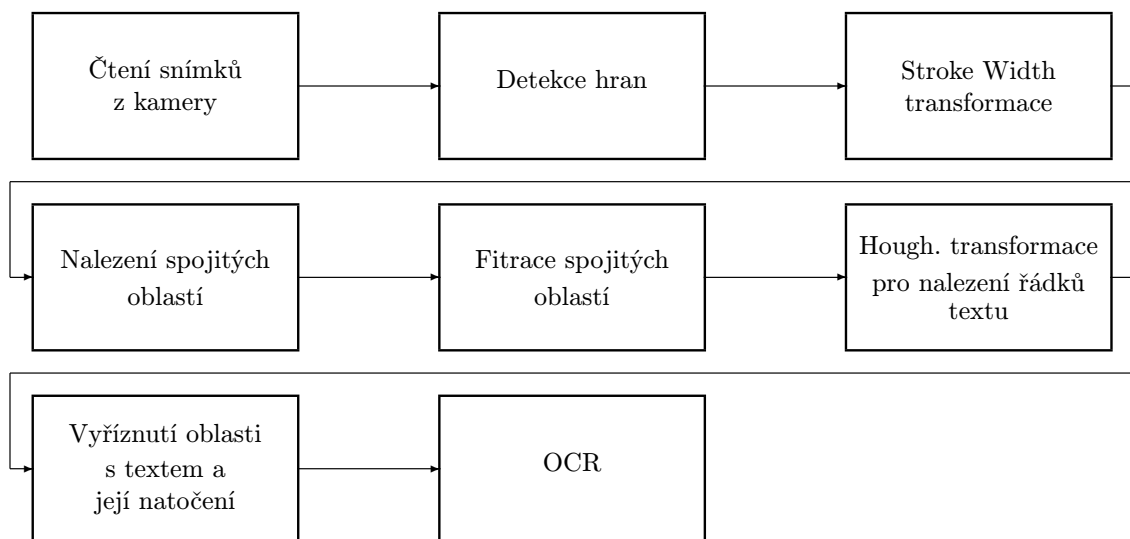 Čtení snímků
z kamery
Detekce hran
Stroke Width
transformace
Nalezení spojitých
oblastí
Fitrace spojitých
oblastí
Hough. transformace
pro nalezení řádků
textu
Vyříznutí oblasti
s textem a
její natočení
OCR